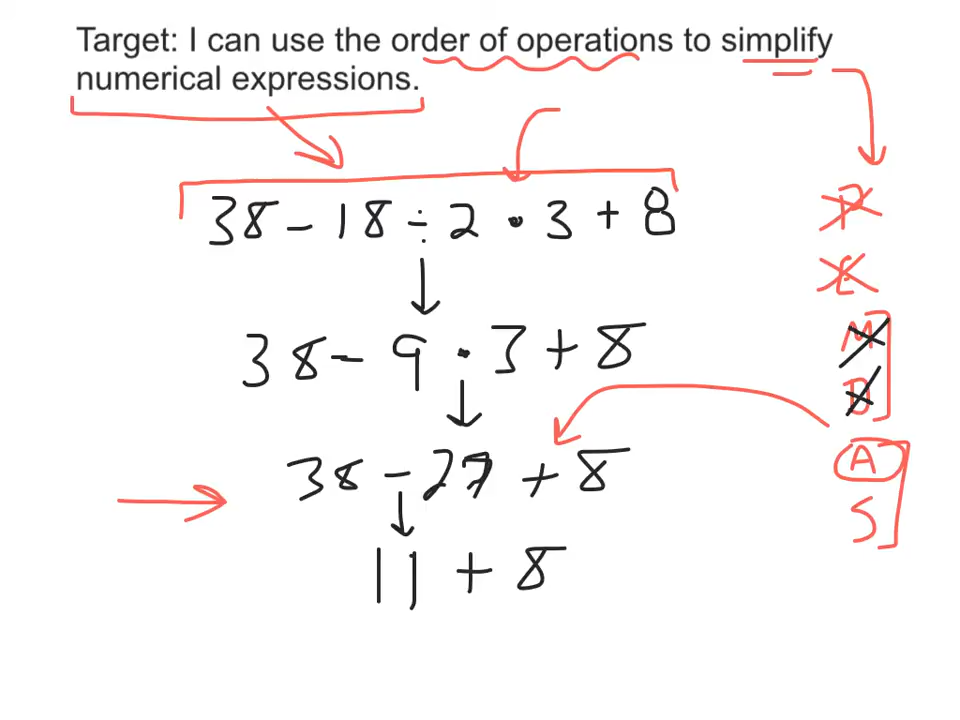 Target: I can use the order of operations to simplify
numerical expressions.
38 - 18 ÷ 2 · 3 + 8
P
E
38 - 9 · 3 + 8
M
D
38 - 27 + 8
A
S
11 + 8